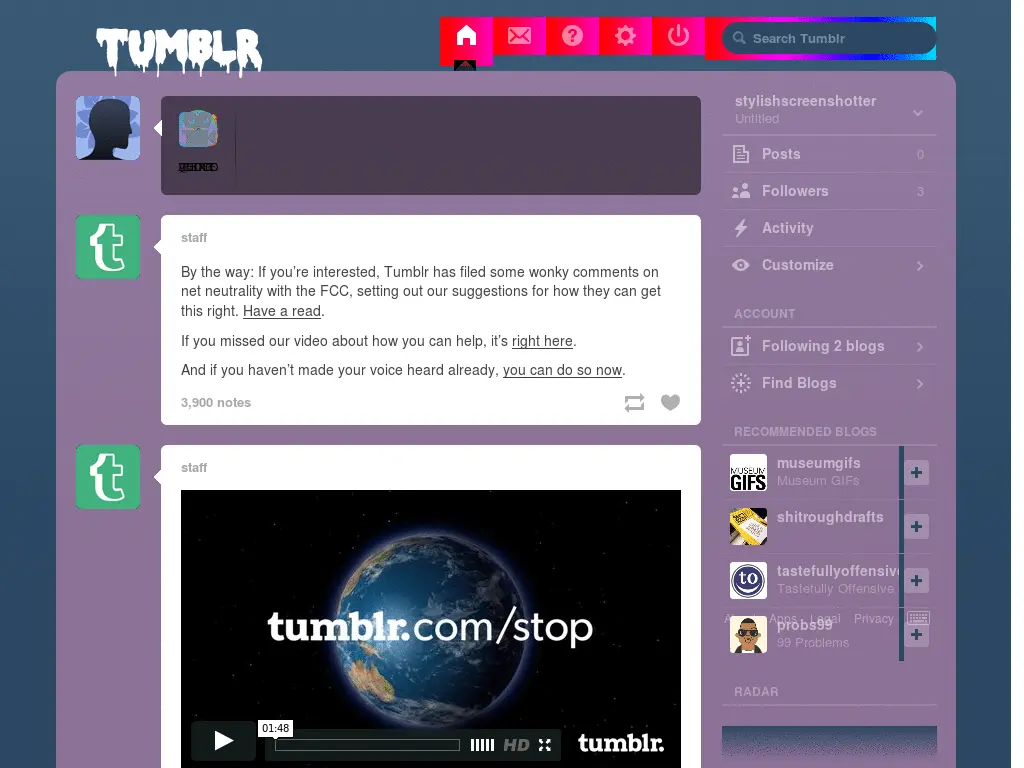 TUMBLR
Search Tumblr
stylishscreenshotter
Untitled
Posts 0
Followers 3
Activity
Customize
ACCOUNT
Following 2 blogs
Find Blogs
RECOMMENDED BLOGS
MUSEUM
GIFS
museumgifs
Museum GIFs
shitroughdrafts
to
tastefullyoffensive
Tastefully Offensive
Apps Legal Privacy
probs99
99 Problems
RADAR
staff
By the way: If you’re interested, Tumblr has filed some wonky comments on
net neutrality with the FCC, setting out our suggestions for how they can get
this right. Have a read.
If you missed our video about how you can help, it’s right here.
And if you haven’t made your voice heard already, you can do so now.
3,900 notes
staff
tumblr.com/stop
01:48
HD
tumblr.